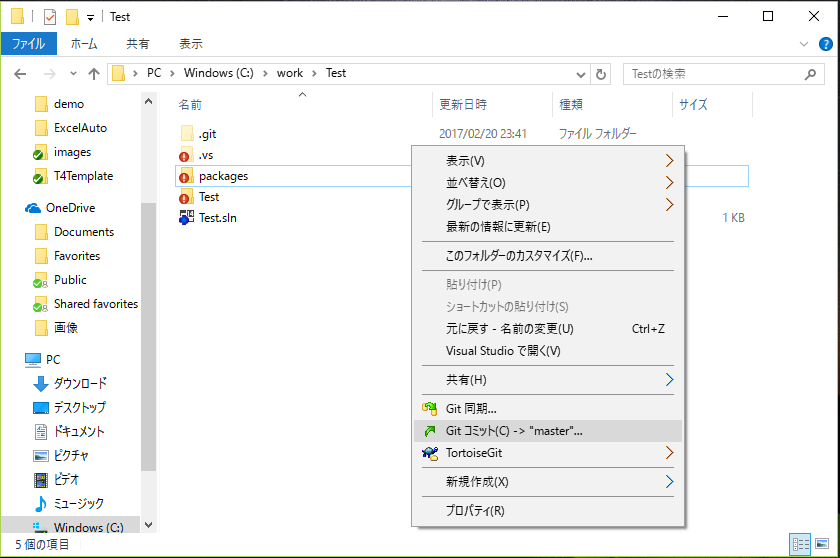 Test
ファイル ホーム 共有 表示
PC Windows (C:) work Test Testの検索
名前 更新日時 種類 サイズ
demo
ExcelAuto
images
T4Template
OneDrive
Documents
Favorites
Public
Shared favorites
画像
PC
ダウンロード
デスクトップ
ドキュメント
ピクチャ
ビデオ
ミュージック
Windows (C:)
.git 2017/02/20 23:41 ファイル フォルダー
.vs
packages
Test
Test.sln 1 KB
表示(V)
並べ替え(O)
グループで表示(P)
最新の情報に更新(E)
このフォルダーのカスタマイズ(F)...
貼り付け(P)
ショートカットの貼り付け(S)
元に戻す - 名前の変更(U) Ctrl+Z
Visual Studio で開く(V)
共有(H)
Git 同期...
Git コミット(C) -> "master"...
TortoiseGit
新規作成(X)
プロパティ(R)
5 個の項目